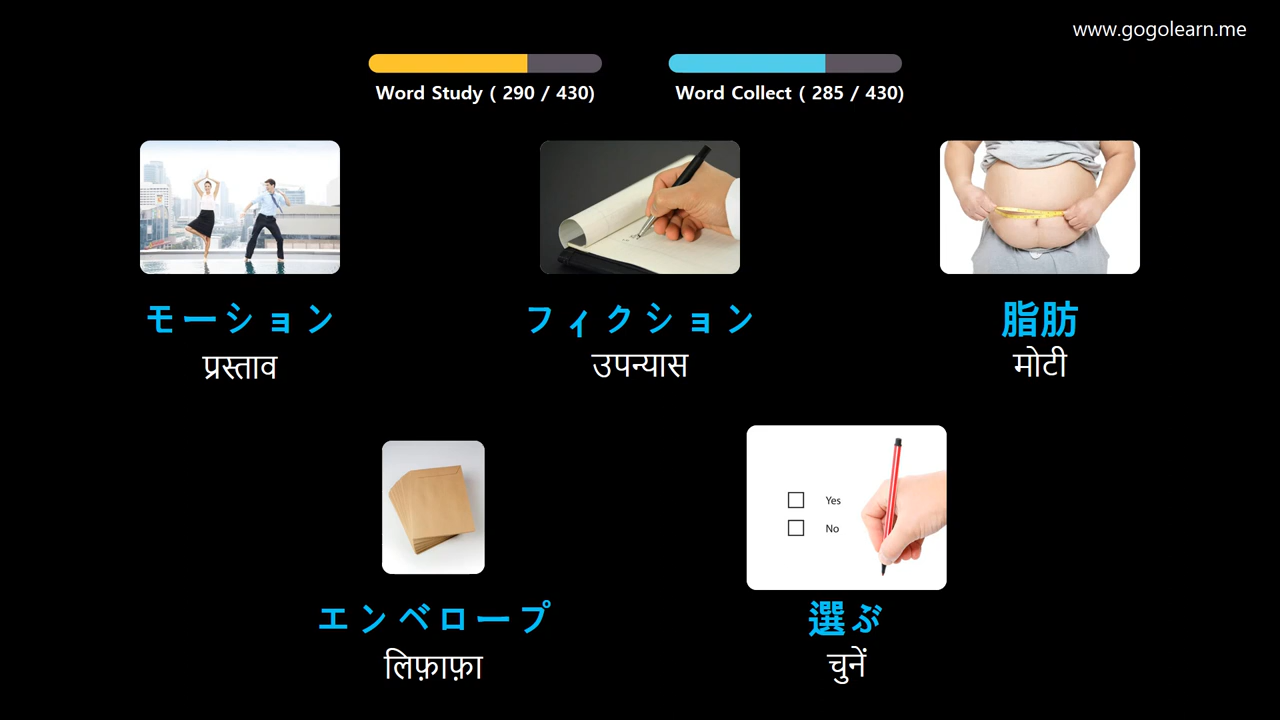 www.gogolearn.me
Word Study ( 290 / 430)
Word Collect ( 285 / 430)
モーション
प्रस्ताव
フィクション
उपन्यास
脂肪
मोटी
Yes
No
エンベロープ
लिफ़ाफ़ा
選ぶ
चुनें